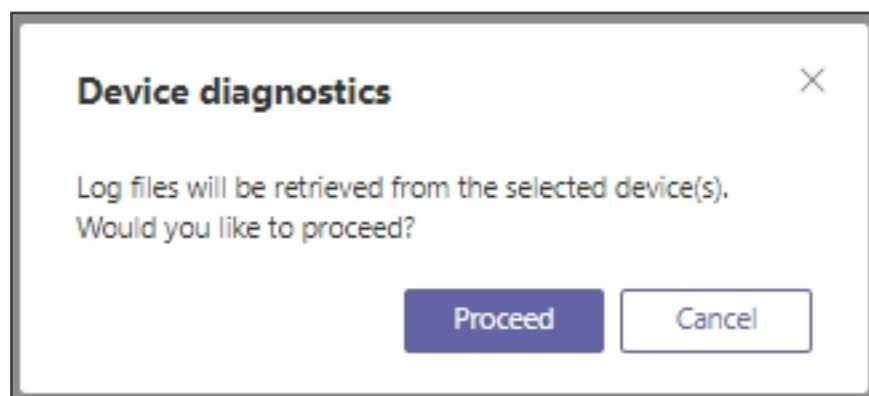 Device diagnostics
Log files will be retrieved from the selected device(s).
Would you like to proceed?
Proceed
Cancel